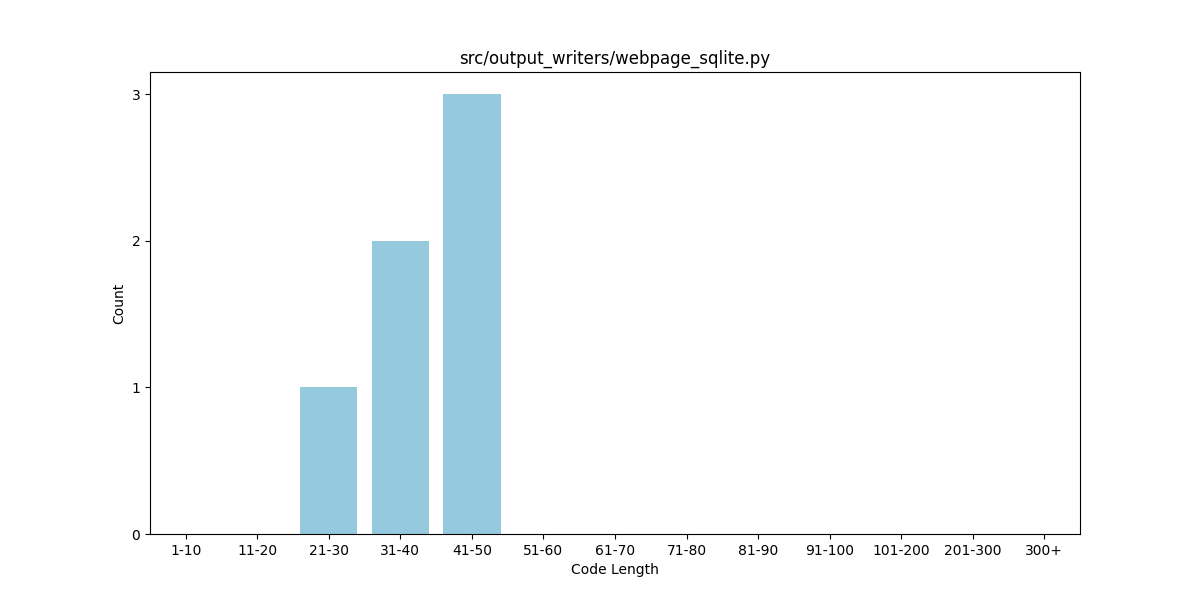 src/output_writers/webpage_sqlite.py
3
2
1
0
Count
1-10 11-20 21-30 31-40 41-50 51-60 61-70 71-80 81-90 91-100 101-200 201-300 300+
Code Length